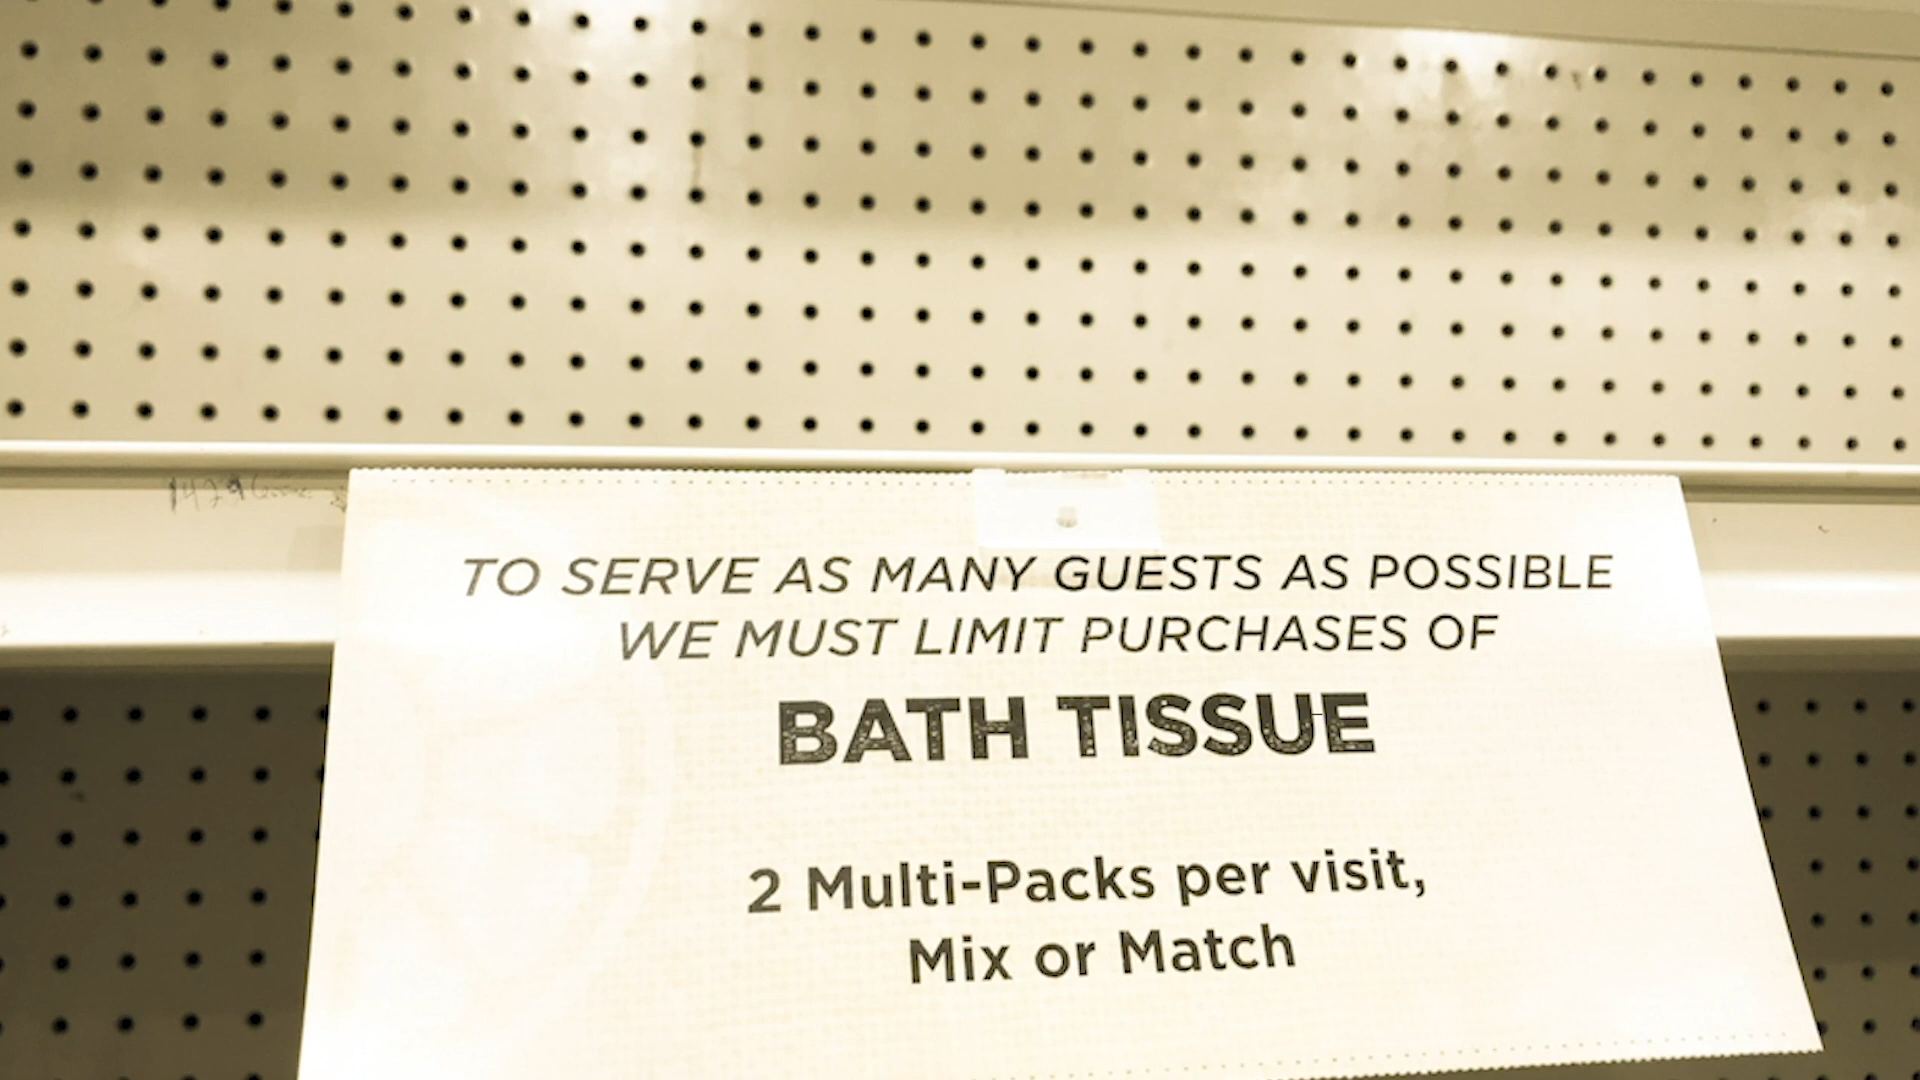 TO SERVE AS MANY GUESTS AS POSSIBLE
WE MUST LIMIT PURCHASES OF
BATH TISSUE
2 Multi-Packs per visit,
Mix or Match